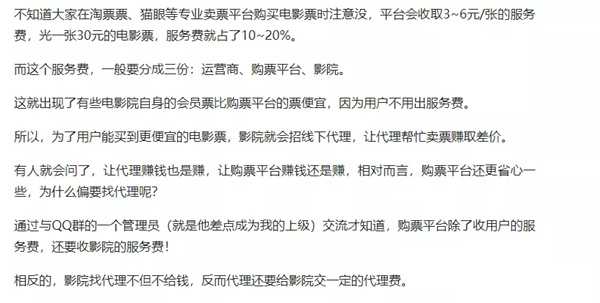 不知道大家在淘票票、猫眼等专业卖票平台购买电影票时注意没，平台会收取3~6元/张的服务
费，光一张30元的电影票，服务费就占了10~20%。
而这个服务费，一般要分成三份：运营商、购票平台、影院。
这就出现了有些电影院自身的会员票比购票平台的票便宜，因为用户不用出服务费。
所以，为了用户能买到更便宜的电影票，影院就会招线下代理，让代理帮忙卖票赚取差价。
有人就会问了，让代理赚钱也是赚，让购票平台赚钱还是赚，相对而言，购票平台还更省心一
些，为什么偏要找代理呢？
通过与QQ群的一个管理员（就是他差点成为我的上级）交流才知道，购票平台除了收用户的服
务费，还要收影院的服务费！
相反的，影院找代理不但不给钱，反而代理还要给影院交一定的代理费。